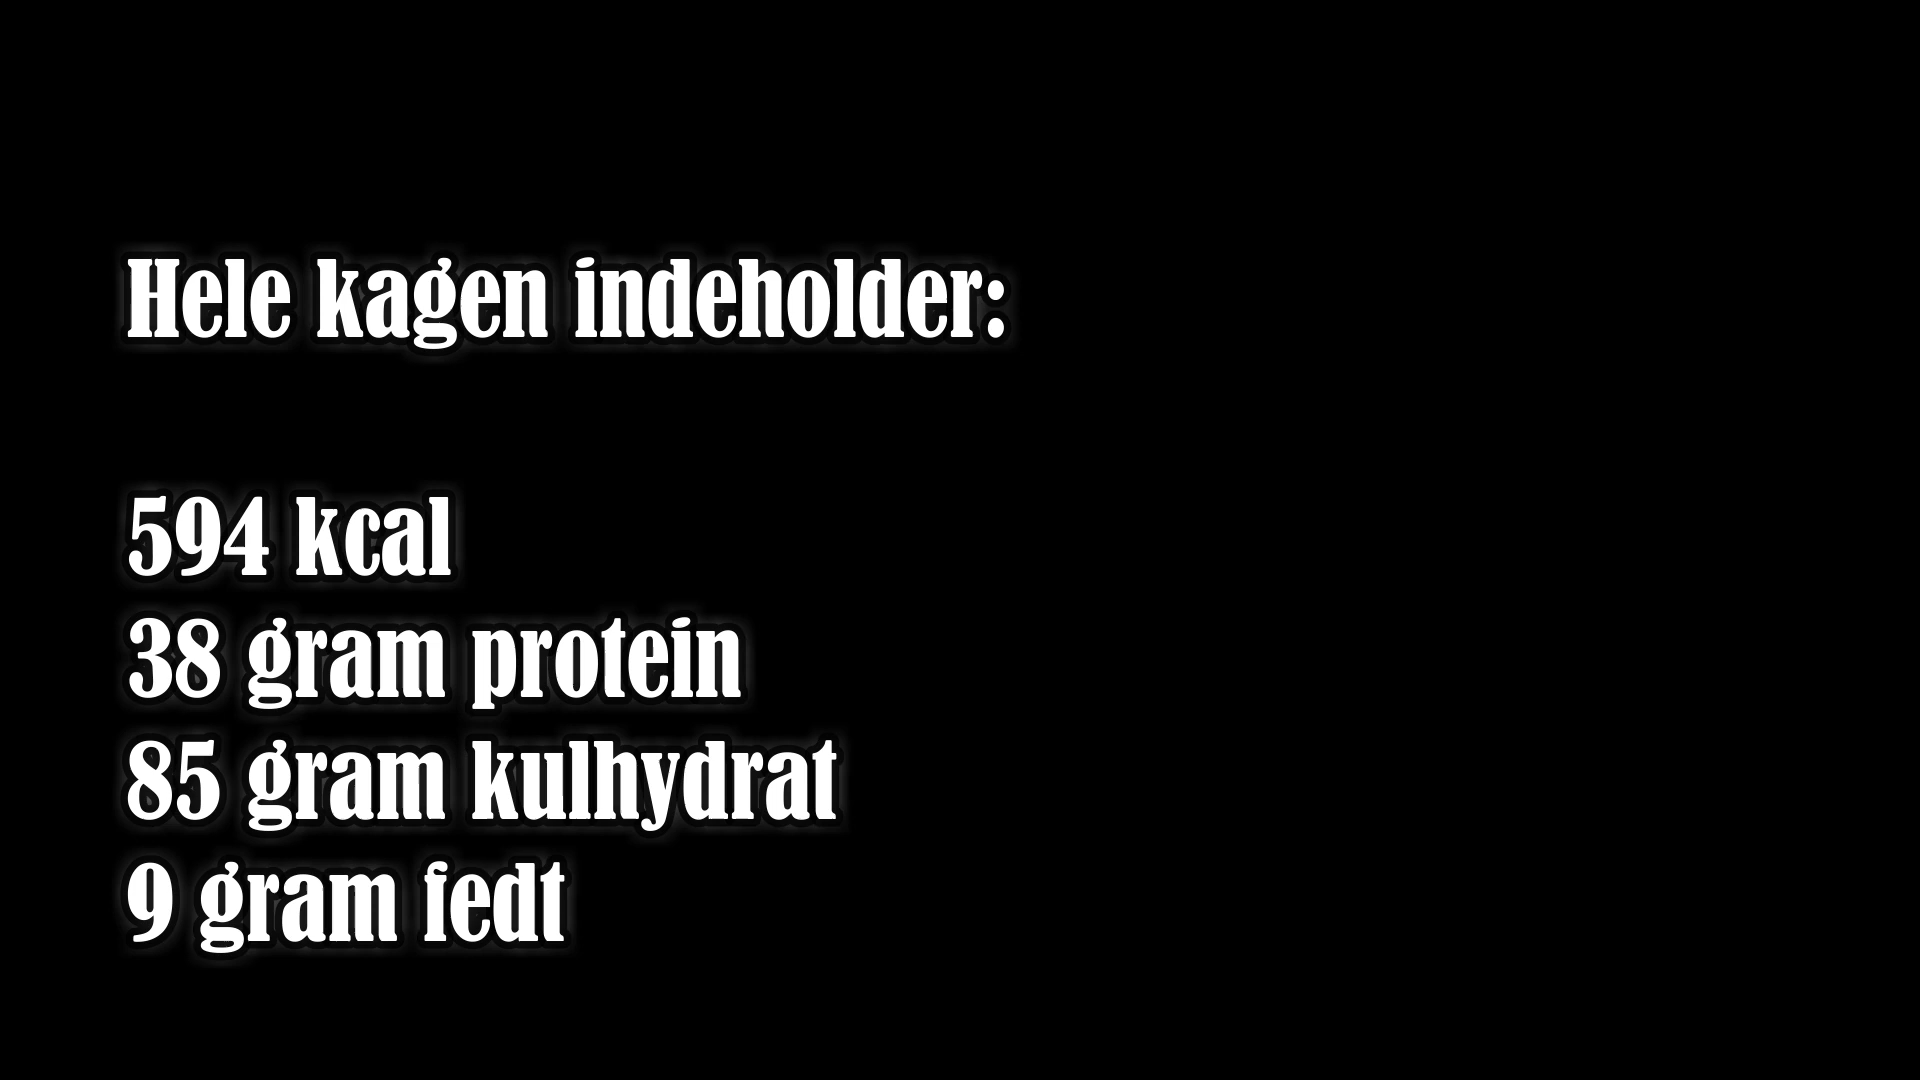 Hele kagen indeholder:
594 kcal
38 gram protein
85 gram kulhydrat
9 gram fedt